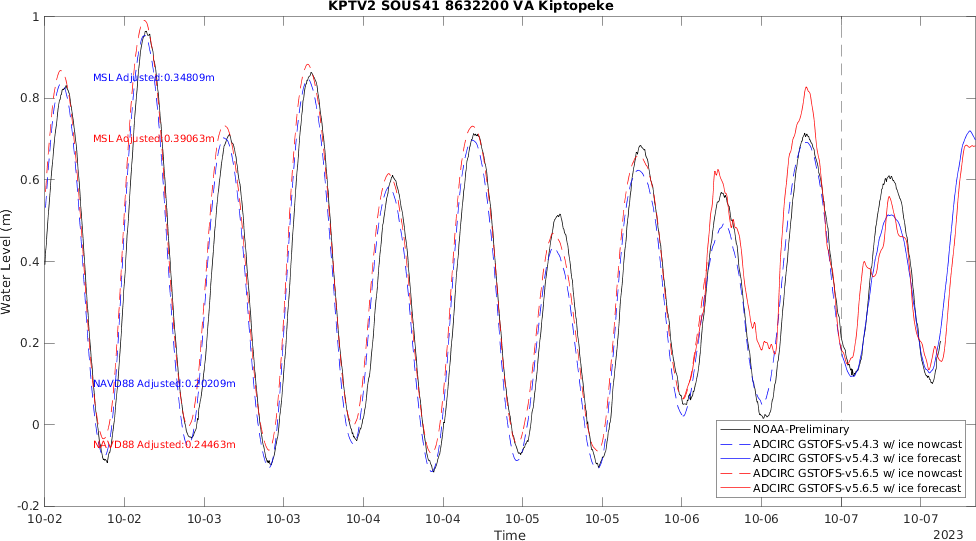 KPTV2 SOUS41 8632200 VA Kiptopeke
1
MSL Adjusted:0.34809m
0.8
MSL Adjusted:0.39063m
0.6
Water Level (m)
0.4
0.2
NAVD88 Adjusted:0.20209m
0
NAVD88 Adjusted:0.24463m
NOAA-Preliminary
ADCIRC GSTOFS-v5.4.3 w/ ice nowcast
ADCIRC GSTOFS-v5.4.3 w/ ice forecast
ADCIRC GSTOFS-v5.6.5 w/ ice nowcast
ADCIRC GSTOFS-v5.6.5 w/ ice forecast
-0.2
10-02 10-02 10-03 10-03 10-04 10-04 10-05 10-05 10-06 10-06 10-07 10-07
Time
2023